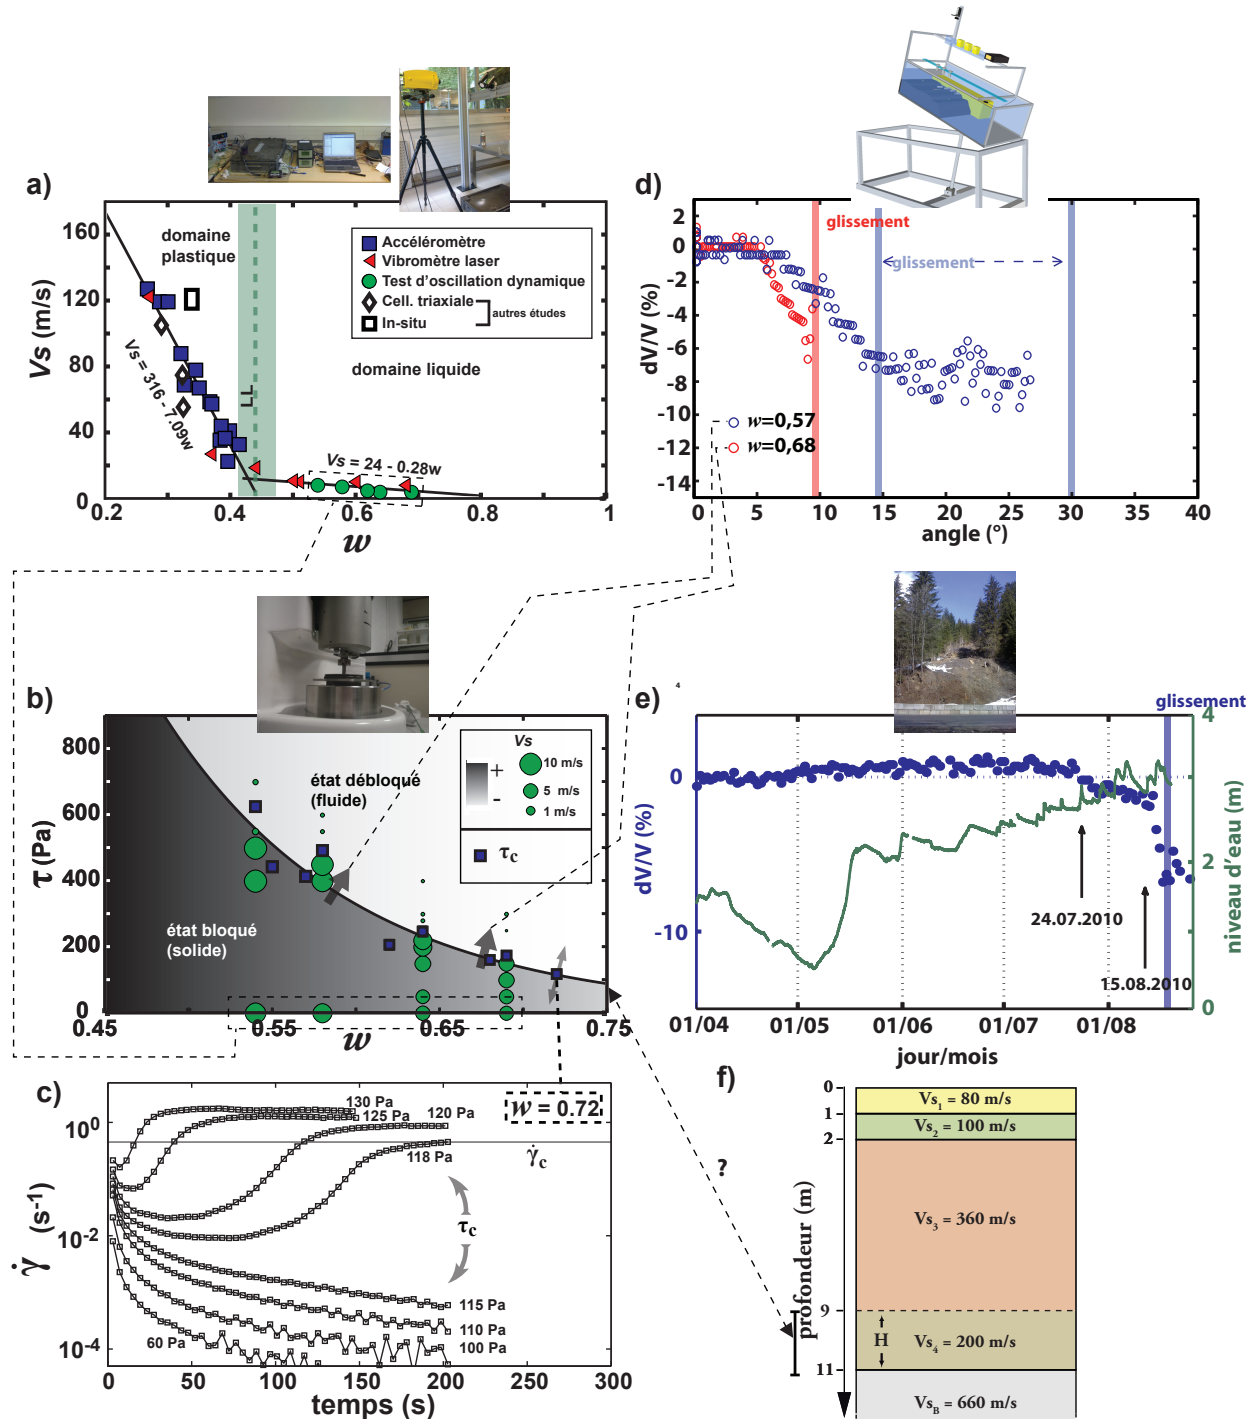 a)
160
120
80
40
0
Vs (m/s)
domaine
plastique
Accéléromètre
Vibromètre laser
Test d'oscillation dynamique
Cell. triaxiale
In-situ
autres études
domaine liquide
LL
Vs = 316 - 7.09w
Vs = 24 - 0.28w
0.2
0.4
0.6
0.8
1
w
d)
2
0
-2
-4
-6
-8
-10
-12
-14
dV/V (%)
glissement
glissement
w=0,57
w=0,68
0
5
10
15
20
25
30
35
40
angle (°)
b)
800
600
400
200
0
τ (Pa)
état débloqué
(fluide)
état bloqué
(solide)
Vs
+
-
10 m/s
5 m/s
1 m/s
τc
0.45
0.55
0.65
0.75
w
e)
4
glissement
0
-10
dV/V (%)
4
2
0
niveau d'eau (m)
24.07.2010
15.08.2010
01/04
01/05
01/06
01/07
01/08
jour/mois
c)
10⁰
10⁻²
10⁻⁴
γ̇ (s⁻¹)
130 Pa
125 Pa
120 Pa
118 Pa
γ̇c
τc
115 Pa
110 Pa
100 Pa
60 Pa
w = 0.72
0
50
100
150
200
250
300
temps (s)
?
f)
0
1
2
9
11
profondeur (m)
Vs₁ = 80 m/s
Vs₂ = 100 m/s
Vs₃ = 360 m/s
H
Vs₄ = 200 m/s
VsB = 660 m/s